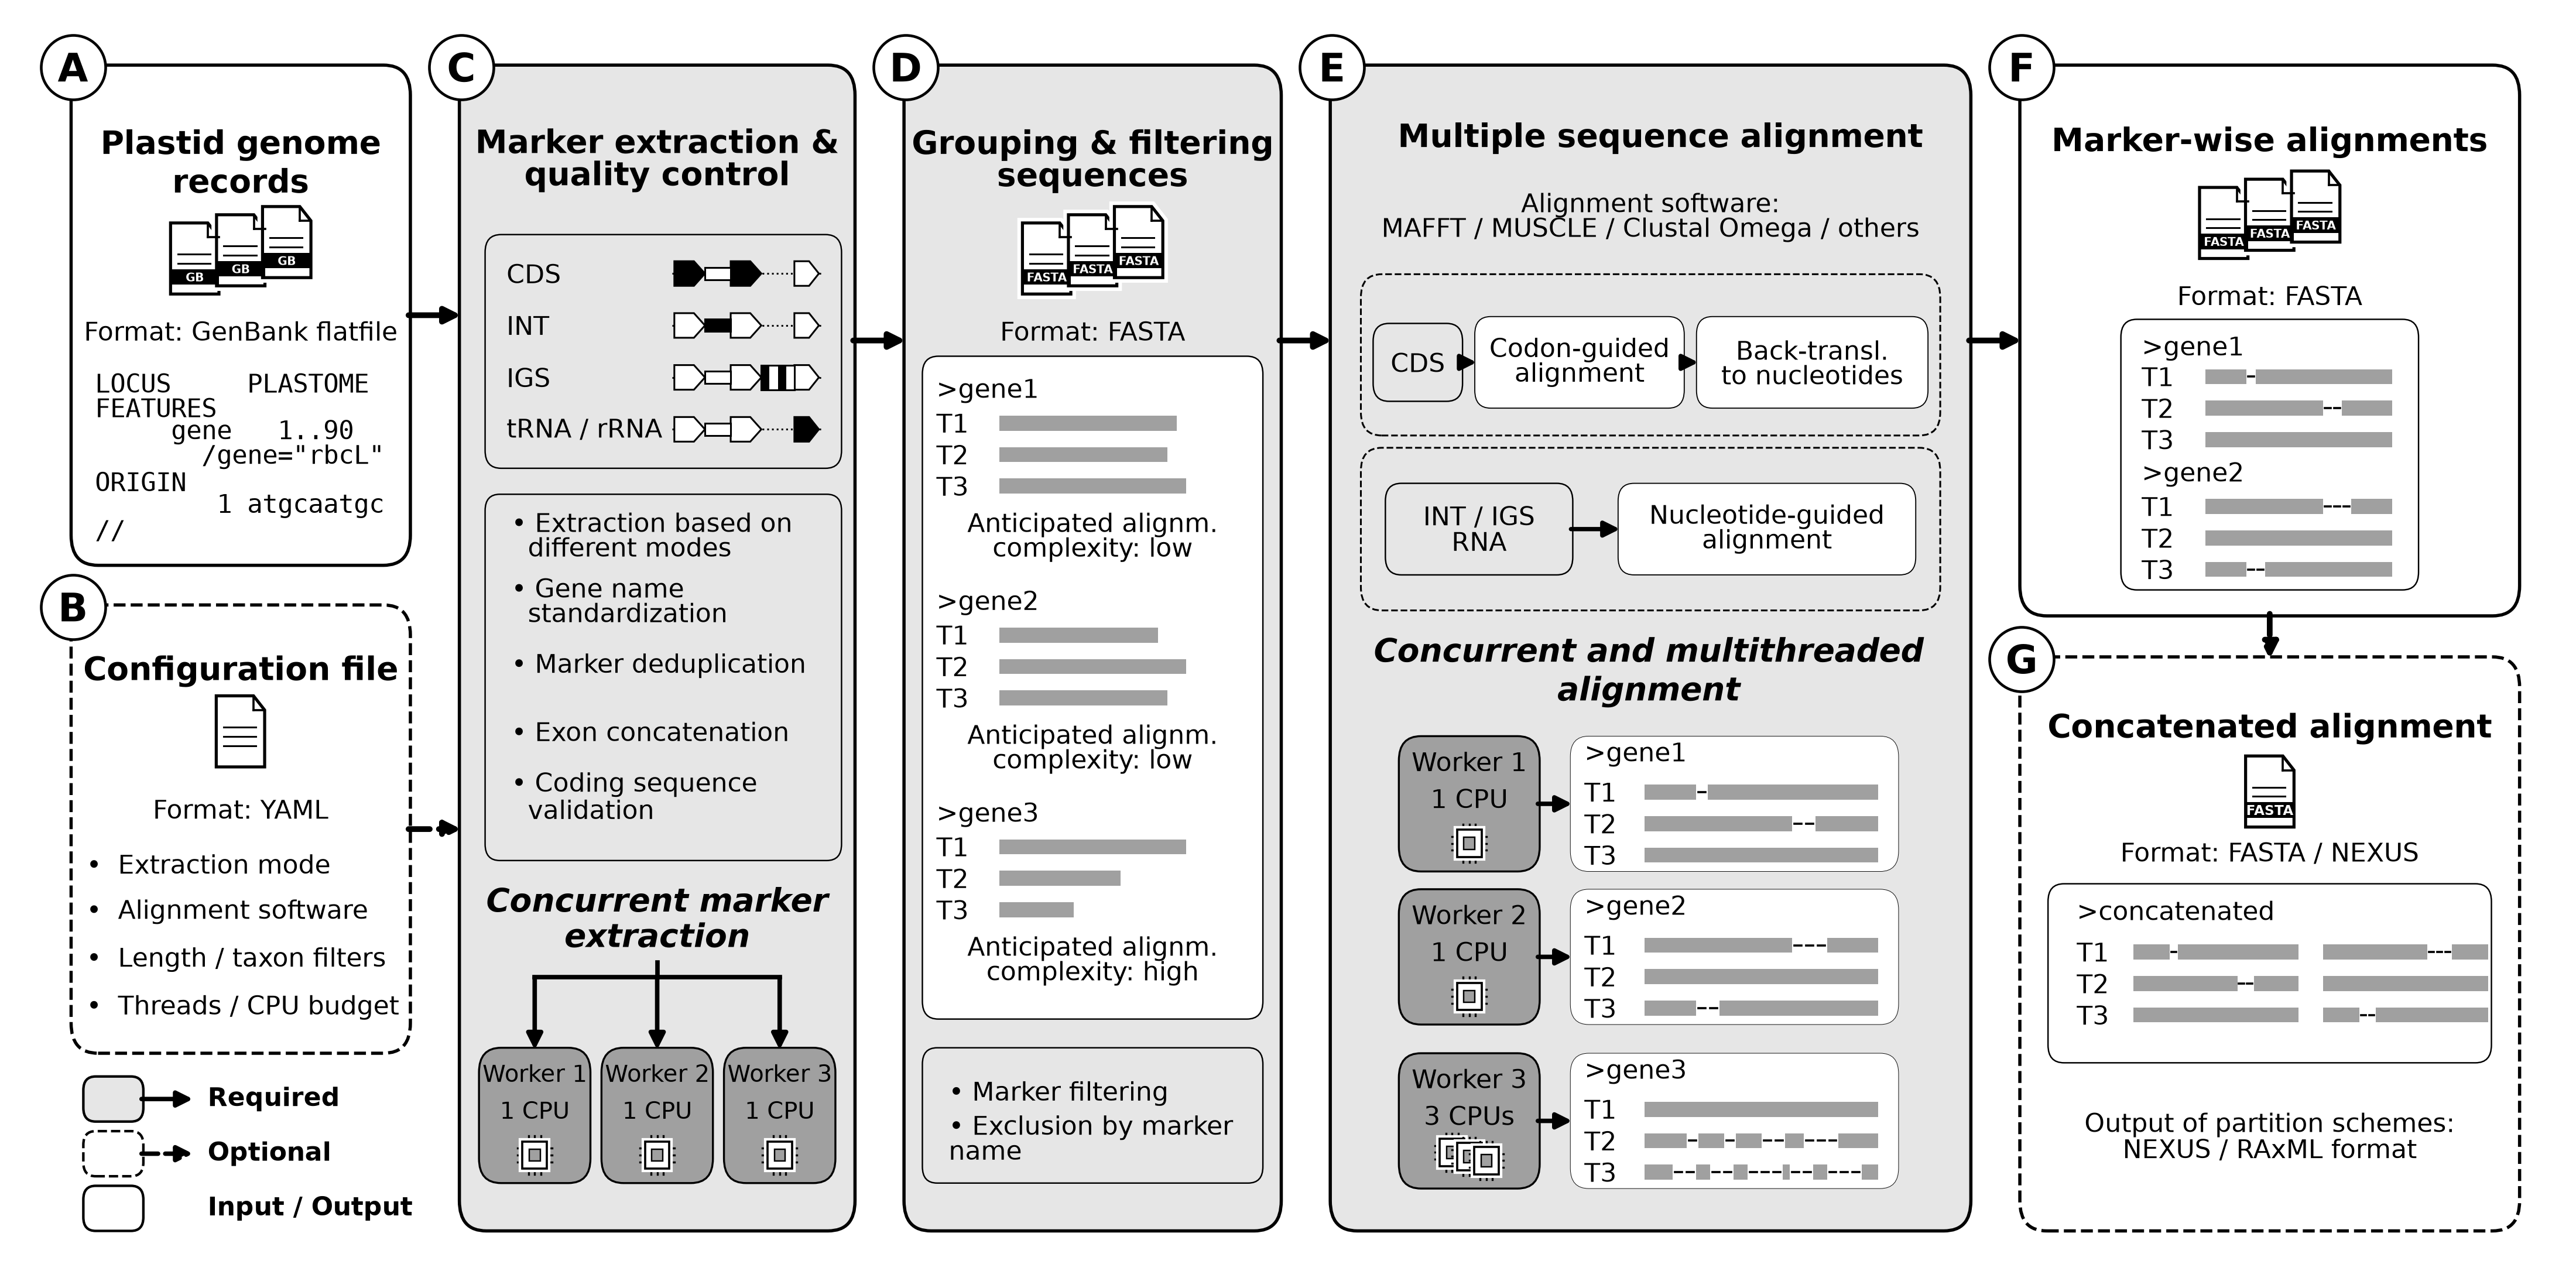 A
Plastid genome
records
GB
GB
GB
Format: GenBank flatfile
LOCUS     PLASTOME
FEATURES
gene   1..90
/gene="rbcL"
ORIGIN
1 atgcaatgc
//
B
Configuration file
Format: YAML
• Extraction mode
• Alignment software
• Length / taxon filters
• Threads / CPU budget
Required
Optional
Input / Output
C
Marker extraction &
quality control
CDS
INT
IGS
tRNA / rRNA
• Extraction based on
different modes
• Gene name
standardization
• Marker deduplication
• Exon concatenation
• Coding sequence
validation
Concurrent marker
extraction
Worker 1
1 CPU
Worker 2
1 CPU
Worker 3
1 CPU
D
Grouping & filtering
sequences
FASTA
FASTA
FASTA
Format: FASTA
>gene1
T1
T2
T3
Anticipated alignm.
complexity: low
>gene2
T1
T2
T3
Anticipated alignm.
complexity: low
>gene3
T1
T2
T3
Anticipated alignm.
complexity: high
• Marker filtering
• Exclusion by marker
name
E
Multiple sequence alignment
Alignment software:
MAFFT / MUSCLE / Clustal Omega / others
CDS
Codon-guided
alignment
Back-transl.
to nucleotides
INT / IGS
RNA
Nucleotide-guided
alignment
Concurrent and multithreaded
alignment
Worker 1
1 CPU
>gene1
T1
T2
T3
Worker 2
1 CPU
>gene2
T1
T2
T3
Worker 3
3 CPUs
>gene3
T1
T2
T3
F
Marker-wise alignments
FASTA
FASTA
FASTA
Format: FASTA
>gene1
T1
T2
T3
>gene2
T1
T2
T3
G
Concatenated alignment
FASTA
Format: FASTA / NEXUS
>concatenated
T1
T2
T3
Output of partition schemes:
NEXUS / RAxML format